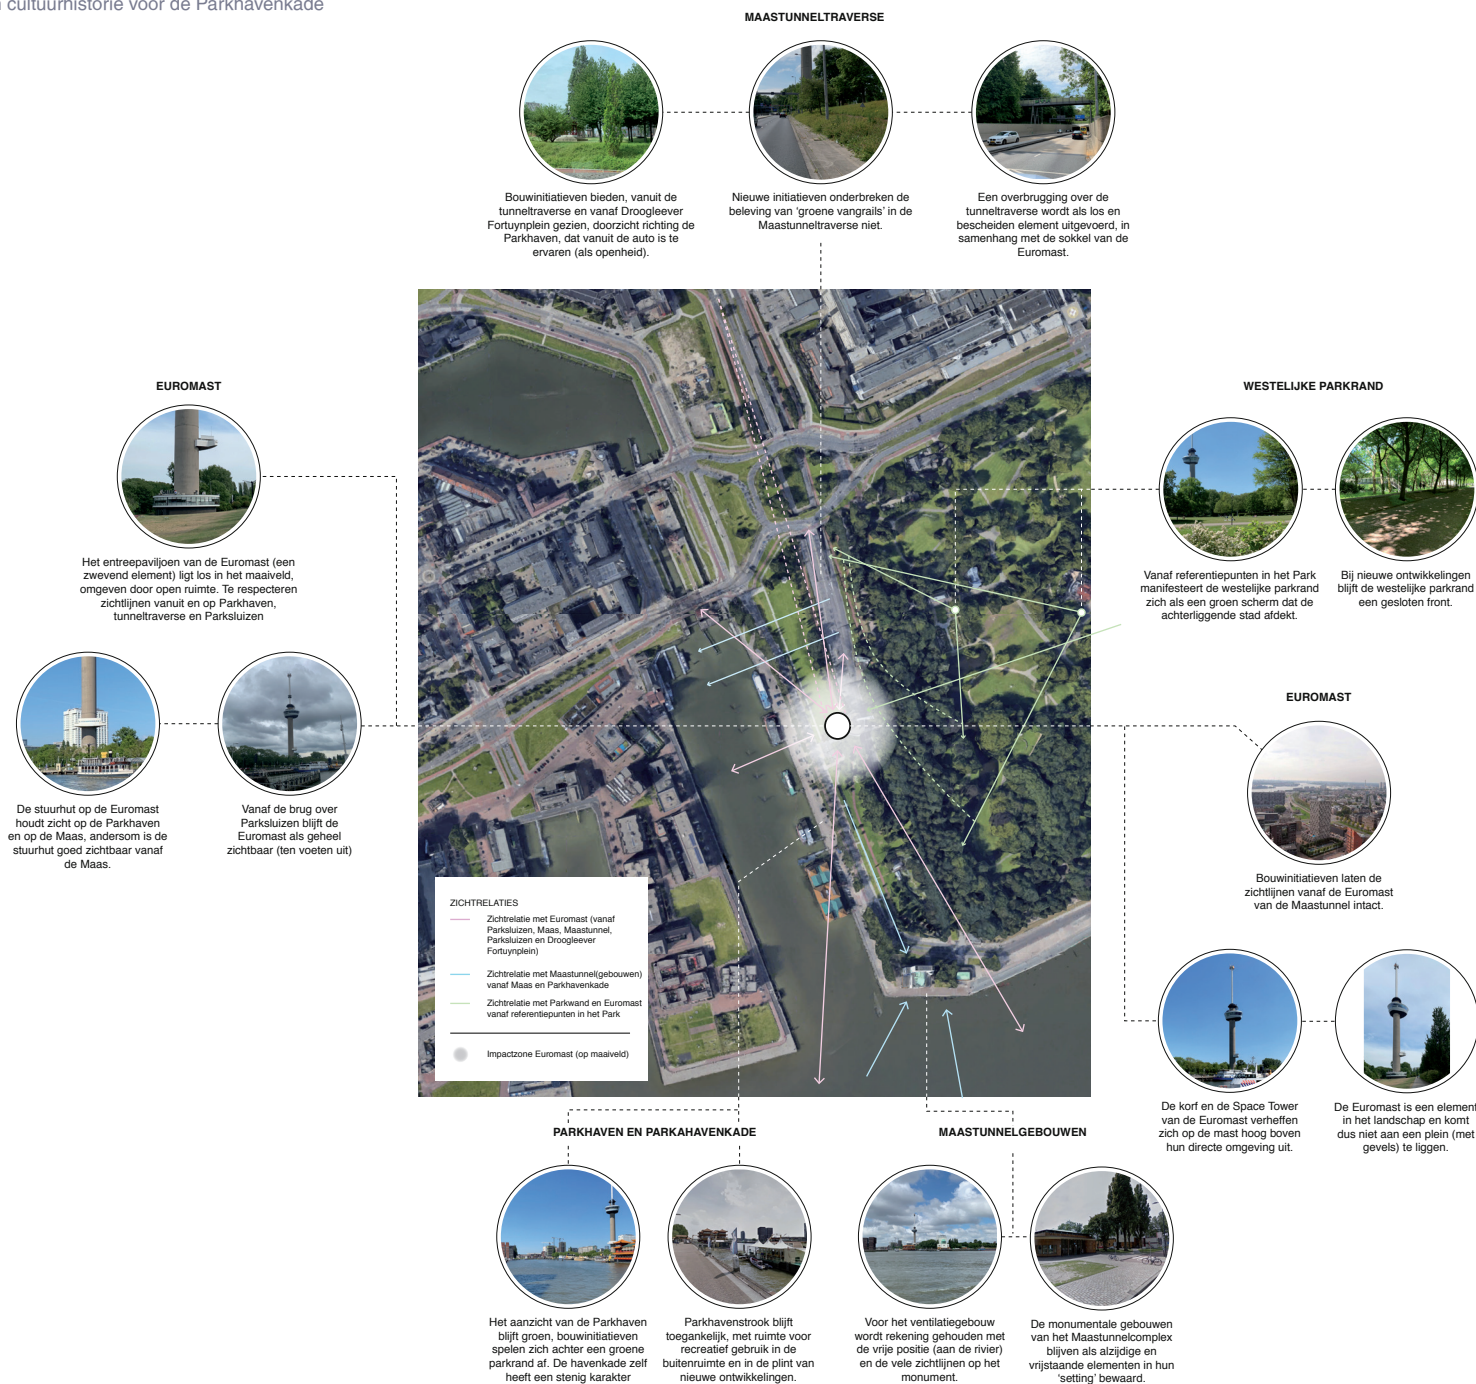 cultuurhistorie voor de Parkhavenkade
MAASTUNNELTRAVERSE
Bouwinitiatieven bieden, vanuit de
tunneltraverse en vanaf Droogleever
Fortuynplein gezien, doorzicht richting de
Parkhaven, dat vanuit de auto is te
ervaren (als openheid).
Nieuwe initiatieven onderbreken de
beleving van ‘groene vangrails’ in de
Maastunneltraverse niet.
Een overbrugging over de
tunneltraverse wordt als los en
bescheiden element uitgevoerd, in
samenhang met de sokkel van de
Euromast.
EUROMAST
Het entreepaviljoen van de Euromast (een
zwevend element) ligt los in het maaiveld,
omgeven door open ruimte. Te respecteren
zichtlijnen vanuit en op Parkhaven,
tunneltraverse en Parksluizen
De stuurhut op de Euromast
houdt zicht op de Parkhaven
en op de Maas, andersom is de
stuurhut goed zichtbaar vanaf
de Maas.
Vanaf de brug over
Parksluizen blijft de
Euromast als geheel
zichtbaar (ten voeten uit)
WESTELIJKE PARKRAND
Vanaf referentiepunten in het Park
manifesteert de westelijke parkrand
zich als een groen scherm dat de
achterliggende stad afdekt.
Bij nieuwe ontwikkelingen
blijft de westelijke parkrand
een gesloten front.
EUROMAST
Bouwinitiatieven laten de
zichtlijnen vanaf de Euromast
van de Maastunnel intact.
De korf en de Space Tower
van de Euromast verheffen
zich op de mast hoog boven
hun directe omgeving uit.
De Euromast is een element
in het landschap en komt
dus niet aan een plein (met
gevels) te liggen.
ZICHTRELATIES
Zichtrelatie met Euromast (vanaf
Parksluizen, Maas, Maastunnel,
Parksluizen en Droogleever
Fortuynplein)
Zichtrelatie met Maastunnel(gebouwen)
vanaf Maas en Parkhavenkade
Zichtrelatie met Parkwand en Euromast
vanaf referentiepunten in het Park
Impactzone Euromast (op maaiveld)
PARKHAVEN EN PARKAHAVENKADE
Het aanzicht van de Parkhaven
blijft groen, bouwinitiatieven
spelen zich achter een groene
parkrand af. De havenkade zelf
heeft een stenig karakter
Parkhavenstrook blijft
toegankelijk, met ruimte voor
recreatief gebruik in de
buitenruimte en in de plint van
nieuwe ontwikkelingen.
MAASTUNNELGEBOUWEN
Voor het ventilatiegebouw
wordt rekening gehouden met
de vrije positie (aan de rivier)
en de vele zichtlijnen op het
monument.
De monumentale gebouwen
van het Maastunnelcomplex
blijven als alzijdige en
vrijstaande elementen in hun
‘setting’ bewaard.